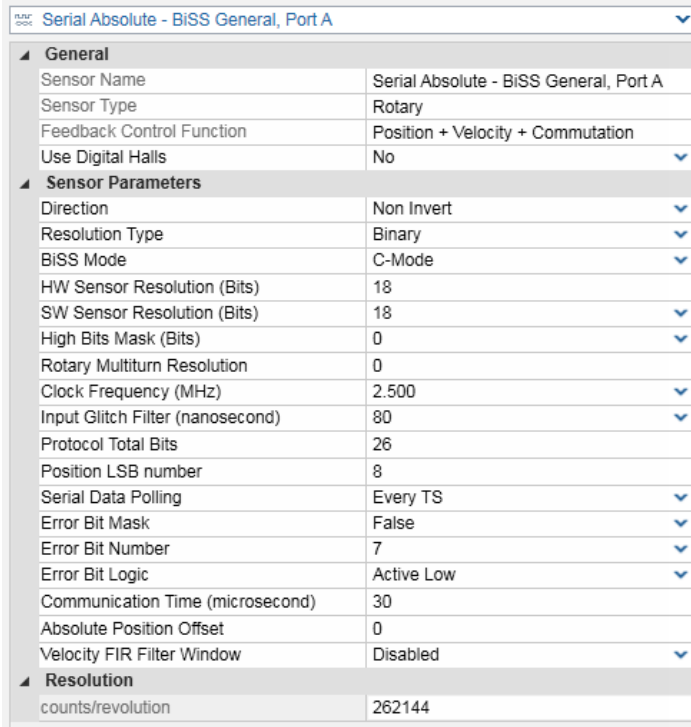 Serial Absolute - BiSS General, Port A
General
Sensor Name Serial Absolute - BiSS General, Port A
Sensor Type Rotary
Feedback Control Function Position + Velocity + Commutation
Use Digital Halls No
Sensor Parameters
Direction Non Invert
Resolution Type Binary
BiSS Mode C-Mode
HW Sensor Resolution (Bits) 18
SW Sensor Resolution (Bits) 18
High Bits Mask (Bits) 0
Rotary Multiturn Resolution 0
Clock Frequency (MHz) 2.500
Input Glitch Filter (nanosecond) 80
Protocol Total Bits 26
Position LSB number 8
Serial Data Polling Every TS
Error Bit Mask False
Error Bit Number 7
Error Bit Logic Active Low
Communication Time (microsecond) 30
Absolute Position Offset 0
Velocity FIR Filter Window Disabled
Resolution
counts/revolution 262144